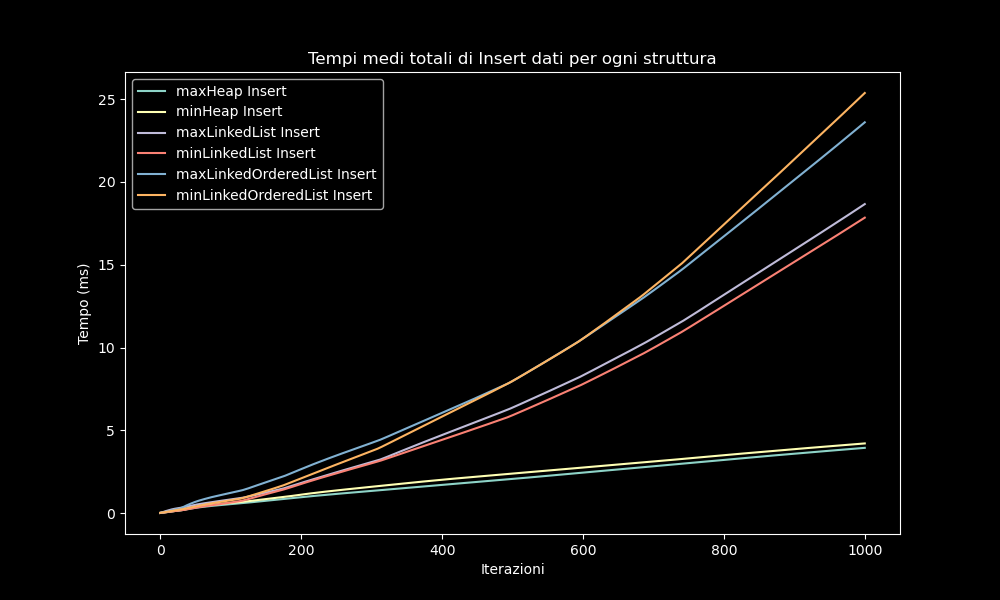 Tempi medi totali di Insert dati per ogni struttura
maxHeap Insert
minHeap Insert
maxLinkedList Insert
minLinkedList Insert
maxLinkedOrderedList Insert
minLinkedOrderedList Insert
Tempo (ms)
25
20
15
10
5
0
0 200 400 600 800 1000
Iterazioni